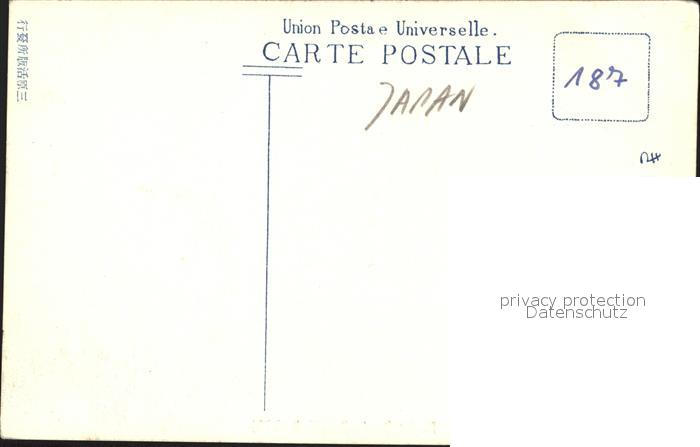 Union Postae Universelle.
CARTE POSTALE
187
JAPAN
privacy protection
Datenschutz